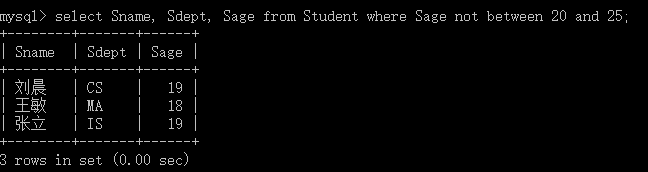 mysql> select Sname, Sdept, Sage from Student where Sage not between 20 and 25;
+--------+-------+------+
| Sname  | Sdept | Sage |
+--------+-------+------+
| 刘晨   | CS    |   19 |
| 王敏   | MA    |   18 |
| 张立   | IS    |   19 |
+--------+-------+------+
3 rows in set (0.00 sec)